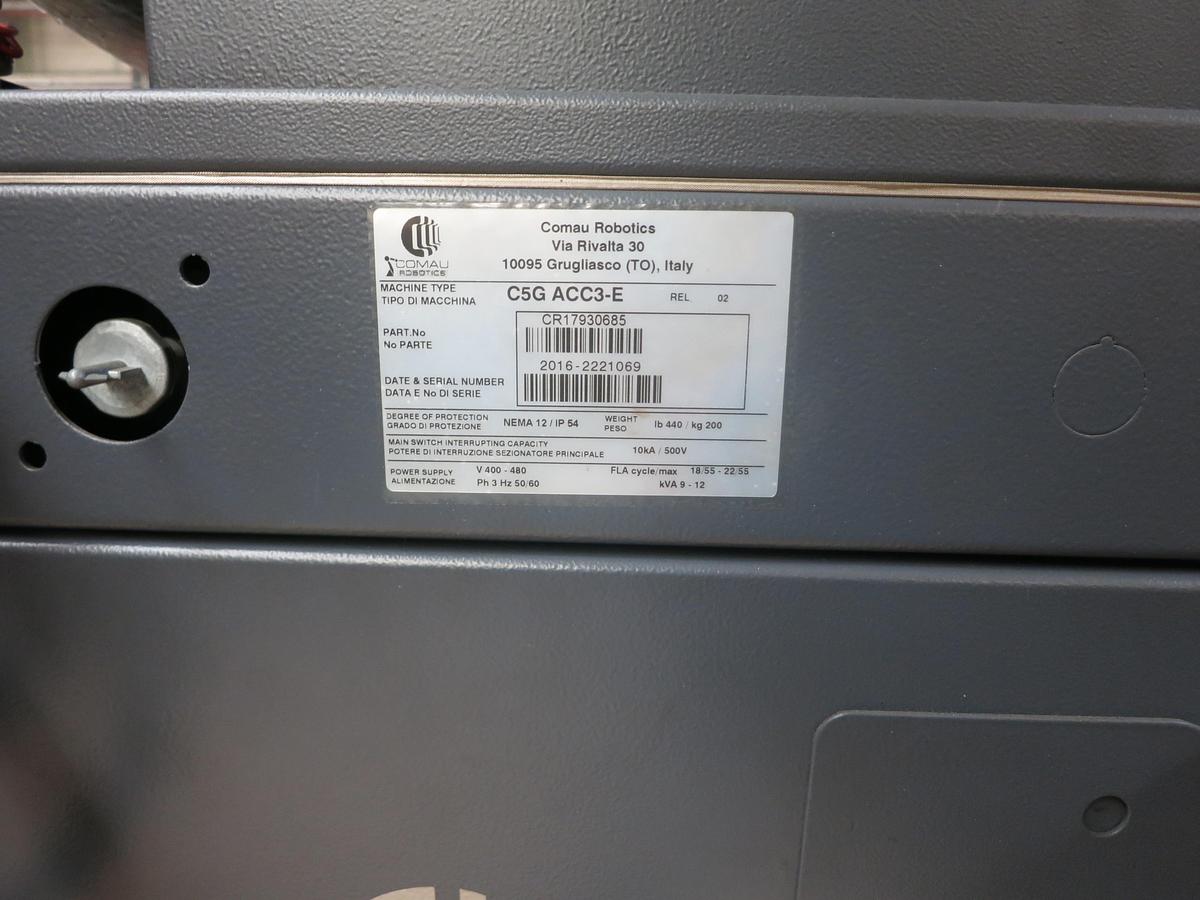 COMAU
ROBOTICS
Comau Robotics
Via Rivalta 30
10095 Grugliasco (TO), Italy
MACHINE TYPE
TIPO DI MACCHINA
C5G ACC3-E REL 02
PART.No
No PARTE
CR17930685
2016-2221069
DATE & SERIAL NUMBER
DATA E No DI SERIE
DEGREE OF PROTECTION
GRADO DI PROTEZIONE
NEMA 12 / IP 54
WEIGHT
PESO
lb 440 / kg 200
MAIN SWITCH INTERRUPTING CAPACITY
POTERE DI INTERRUZIONE SEZIONATORE PRINCIPALE
10kA / 500V
POWER SUPPLY
ALIMENTAZIONE
V 400 - 480
Ph 3 Hz 50/60
FLA cycle/max 18/55 - 22/55
kVA 9 - 12